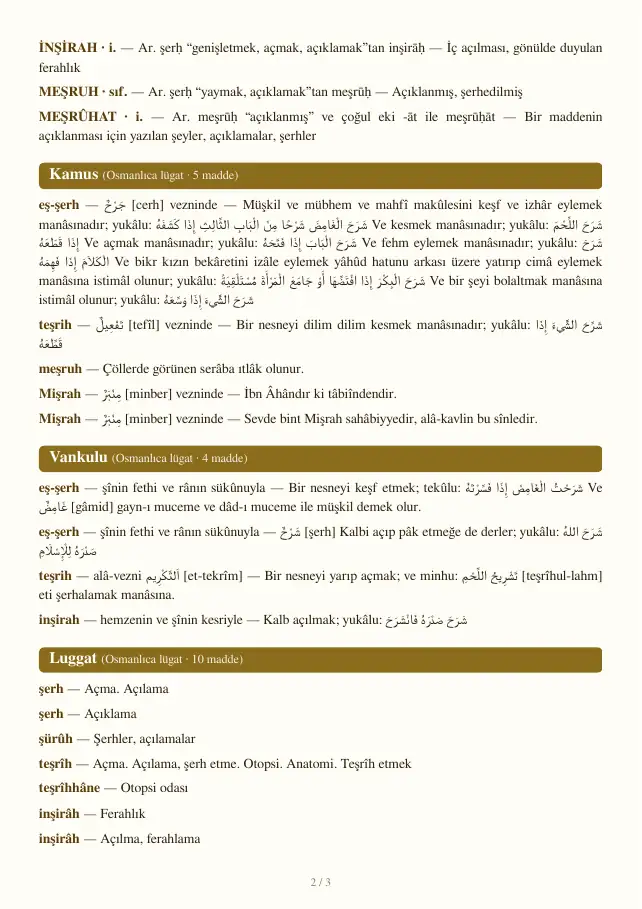 İNŞİRAH · i. — Ar. şerḥ “genişletmek, açmak, açıklamak”tan inşirāḥ — İç açılması, gönülde duyulan
ferahlık
MEŞRUH · sıf. — Ar. şerḥ “yaymak, açıklamak”tan meşrūḥ — Açıklanmış, şerhedilmiş
MEŞRÛHAT · i. — Ar. meşrūḥ “açıklanmış” ve çoğul eki -āt ile meşrūḥāt — Bir maddenin
açıklanması için yazılan şeyler, açıklamalar, şerhler
Kamus (Osmanlıca lügat · 5 madde)
eş-şerh — جَرْحٌ [cerh] vezninde — Müşkil ve mübhem ve mahfî makûlesini keşf ve izhâr eylemek
manâsınadır; yukâlu: شَرَحَ الْغَامِضَ شَرْحًا مِنَ الْبَابِ الثَّالِثِ إِذَا كَشَفَهُ Ve kesmek manâsınadır; yukâlu: شَرَحَ اللَّحْمَ
إِذَا قَطَعَهُ Ve açmak manâsınadır; yukâlu: شَرَحَ الْبَابَ إِذَا فَتَحَهُ Ve fehm eylemek manâsınadır; yukâlu: شَرَحَ
الْكَلاَمَ إِذَا فَهِمَهُ Ve bikr kızın bekâretini izâle eylemek yâhûd hatunu arkası üzere yatırıp cimâ eylemek
manâsına istimâl olunur; yukâlu: شَرَحَ الْبِكْرَ إِذَا افْتَضَّهَا أَوْ جَامَعَ الْمَرْأَةَ مُسْتَلْقِيَةً Ve bir şeyi bolaltmak manâsına
istimâl olunur; yukâlu: شَرَحَ الشَّيءَ إِذَا وَسَّعَهُ
teşrih — تَفْعِيلٌ [tefîl] vezninde — Bir nesneyi dilim dilim kesmek manâsınadır; yukâlu: شَرَّحَ الشَّيءَ إِذَا
قَطَّعَهُ
meşruh — Çöllerde görünen serâba ıtlâk olunur.
Mişrah — مِنْبَرٌ [minber] vezninde — İbn Âhândır ki tâbiîndendir.
Mişrah — مِنْبَرٌ [minber] vezninde — Sevde bint Mişrah sahâbiyyedir, alâ-kavlin bu sînledir.
Vankulu (Osmanlıca lügat · 4 madde)
eş-şerh — şînin fethi ve rânın sükûnuyla — Bir nesneyi keşf etmek; tekûlu: شَرَحْتُ الْغَامِضَ إِذَا فَسَّرْتَهُ Ve
غَامِضٌ [gâmid] gayn-ı muceme ve dâd-ı muceme ile müşkil demek olur.
eş-şerh — şînin fethi ve rânın sükûnuyla — شَرْحٌ [şerh] Kalbi açıp pâk etmeğe de derler; yukâlu: شَرَحَ اللهُ
صَدْرَهُ لِلْإِسْلَامِ
teşrih — alâ-vezni اَلتَّكْرِيم [et-tekrîm] — Bir nesneyi yarıp açmak; ve minhu: تَشْرِيحُ اللَّحْمِ [teşrîhul-lahm]
eti şerhalamak manâsına.
inşirah — hemzenin ve şînin kesriyle — Kalb açılmak; yukâlu: شَرَحَ صَدْرَهُ فَانْشَرَحَ
Luggat (Osmanlıca lügat · 10 madde)
şerh — Açma. Açılama
şerh — Açıklama
şürûh — Şerhler, açılamalar
teşrîh — Açma. Açılama, şerh etme. Otopsi. Anatomi. Teşrîh etmek
teşrîhhâne — Otopsi odası
inşirâh — Ferahlık
inşirâh — Açılma, ferahlama
2 / 3